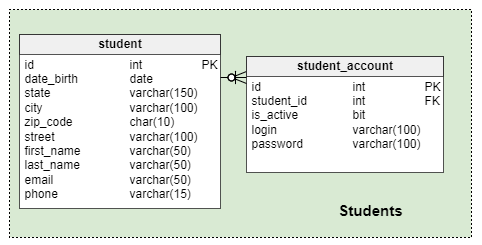 student
id int PK
date_birth date
state varchar(150)
city varchar(100)
zip_code char(10)
street varchar(100)
first_name varchar(50)
last_name varchar(50)
email varchar(50)
phone varchar(15)
student_account
id int PK
student_id int FK
is_active bit
login varchar(100)
password varchar(100)
Students